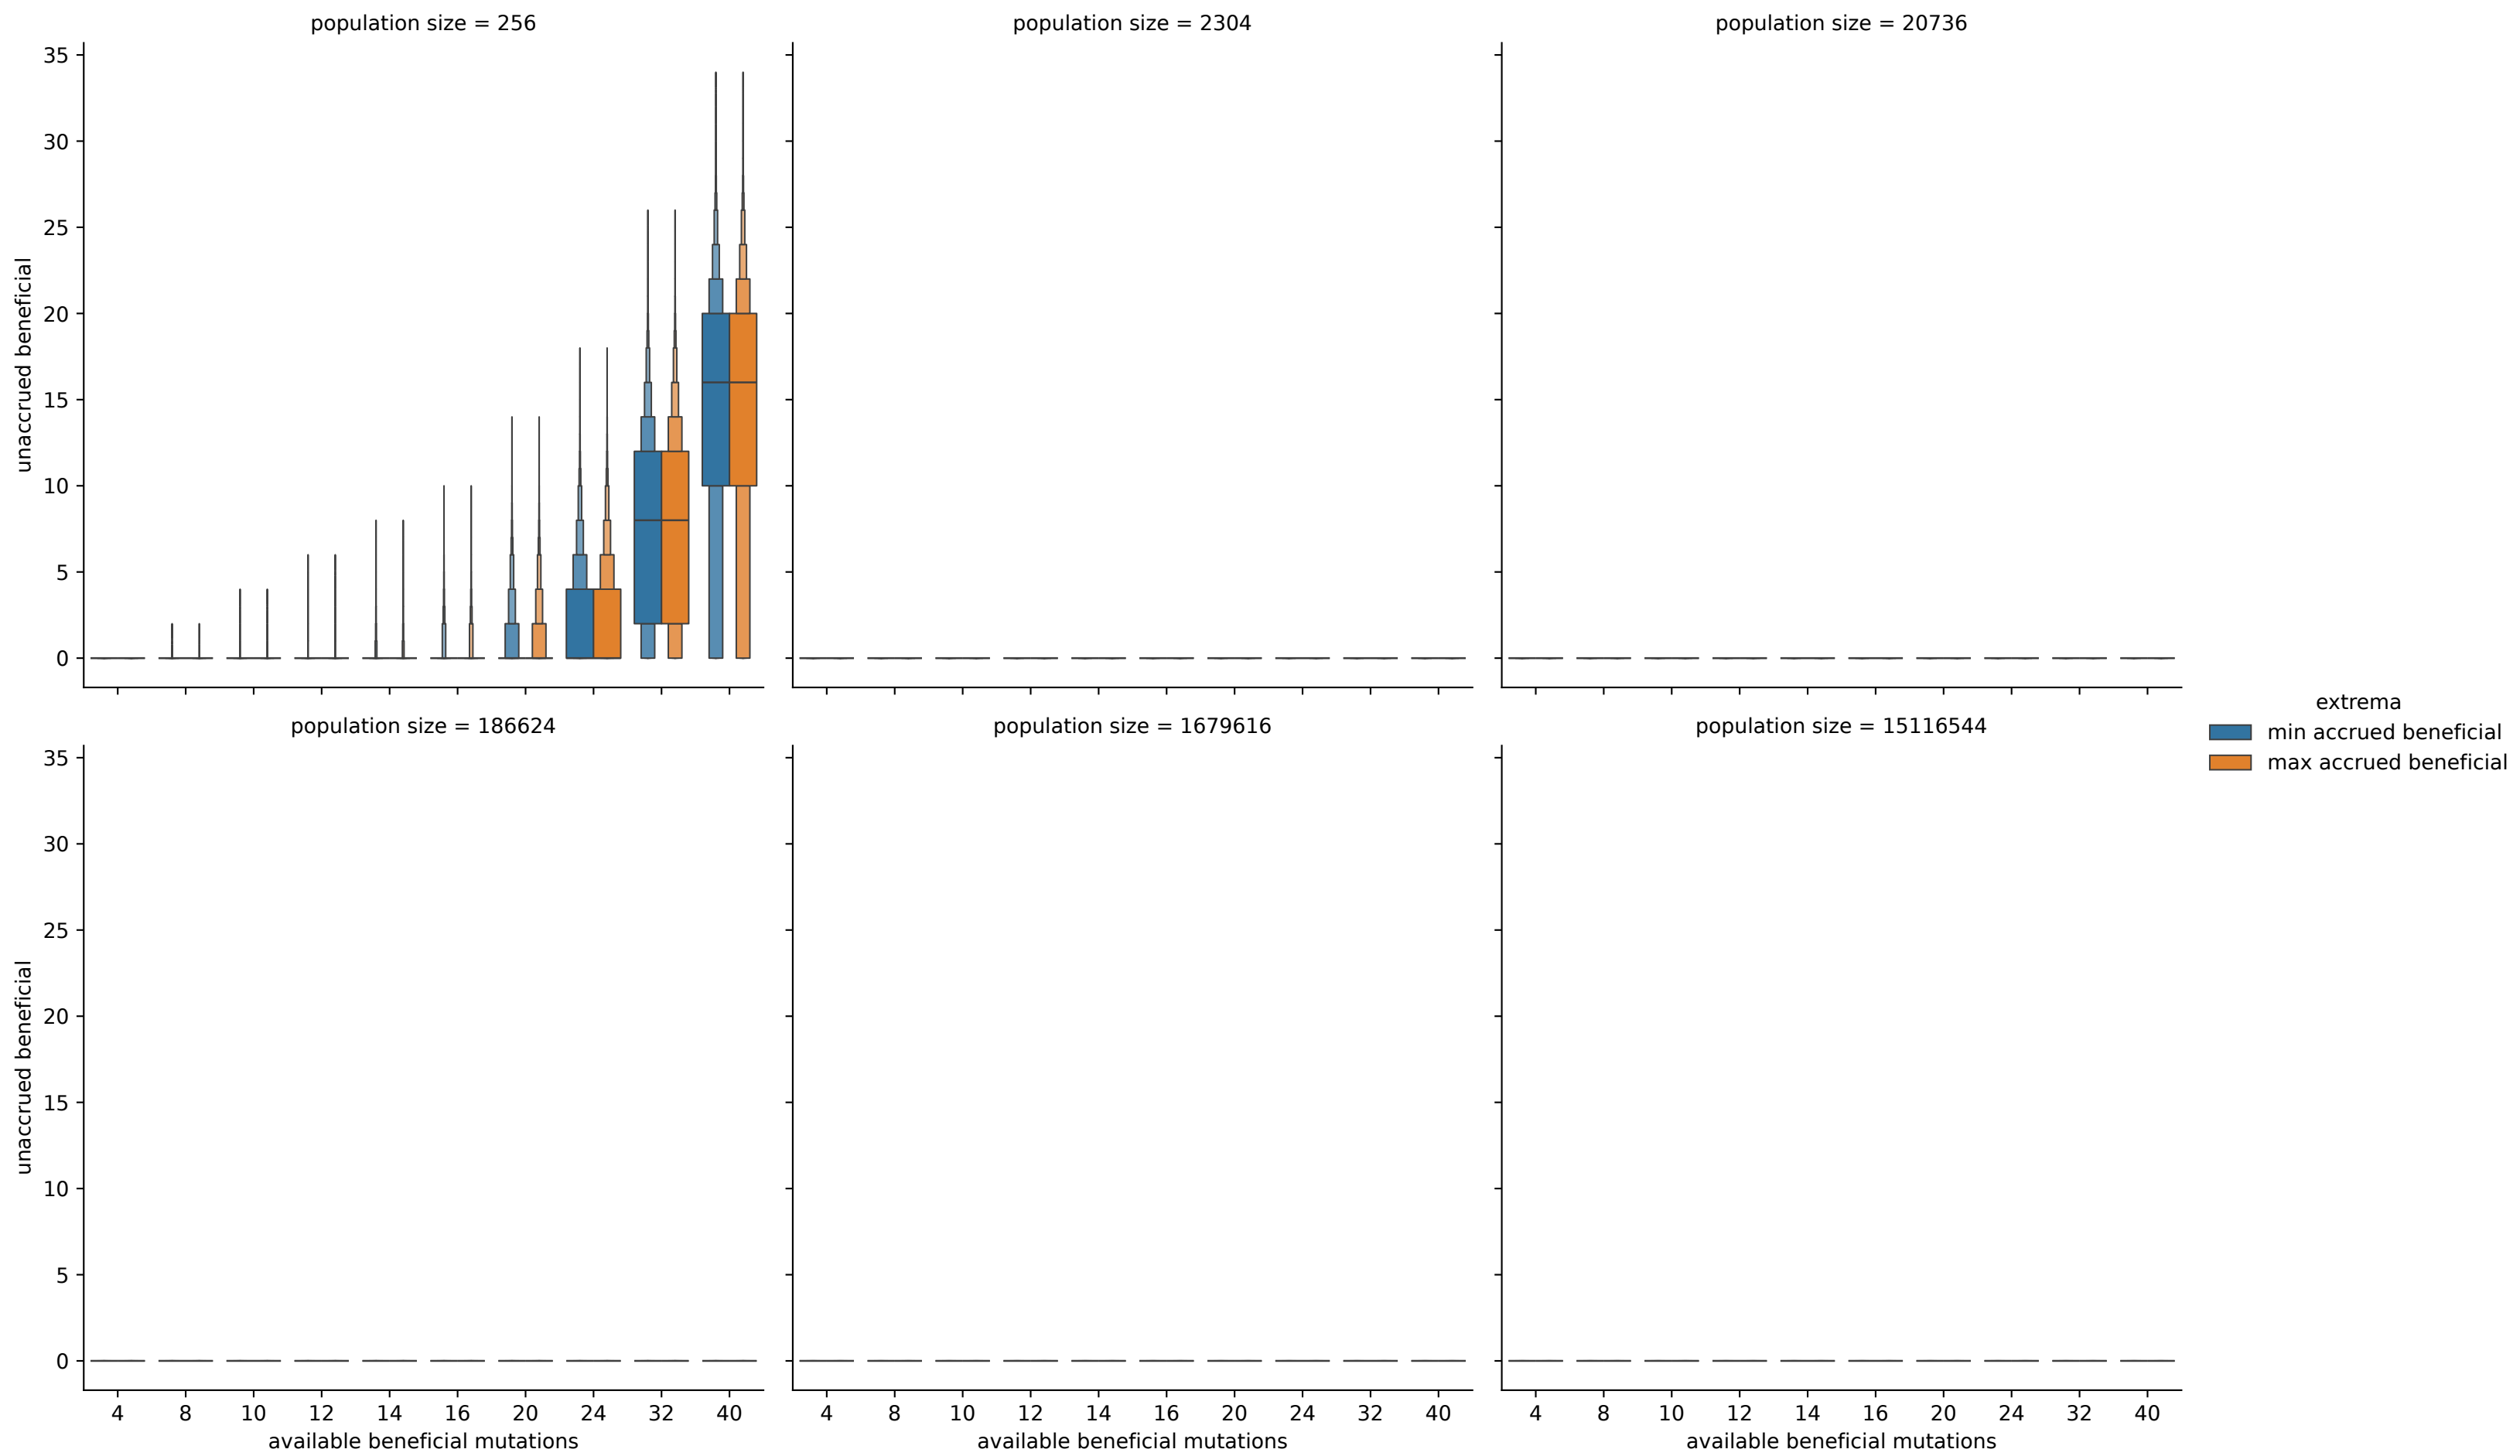 population size = 256
population size = 2304
population size = 20736
35
30
25
20
15
10
5
0
unaccrued beneficial
population size = 186624
population size = 1679616
population size = 15116544
extrema
min accrued beneficial
max accrued beneficial
35
30
25
20
15
10
5
0
unaccrued beneficial
4 8 10 12 14 16 20 24 32 40
4 8 10 12 14 16 20 24 32 40
4 8 10 12 14 16 20 24 32 40
available beneficial mutations
available beneficial mutations
available beneficial mutations